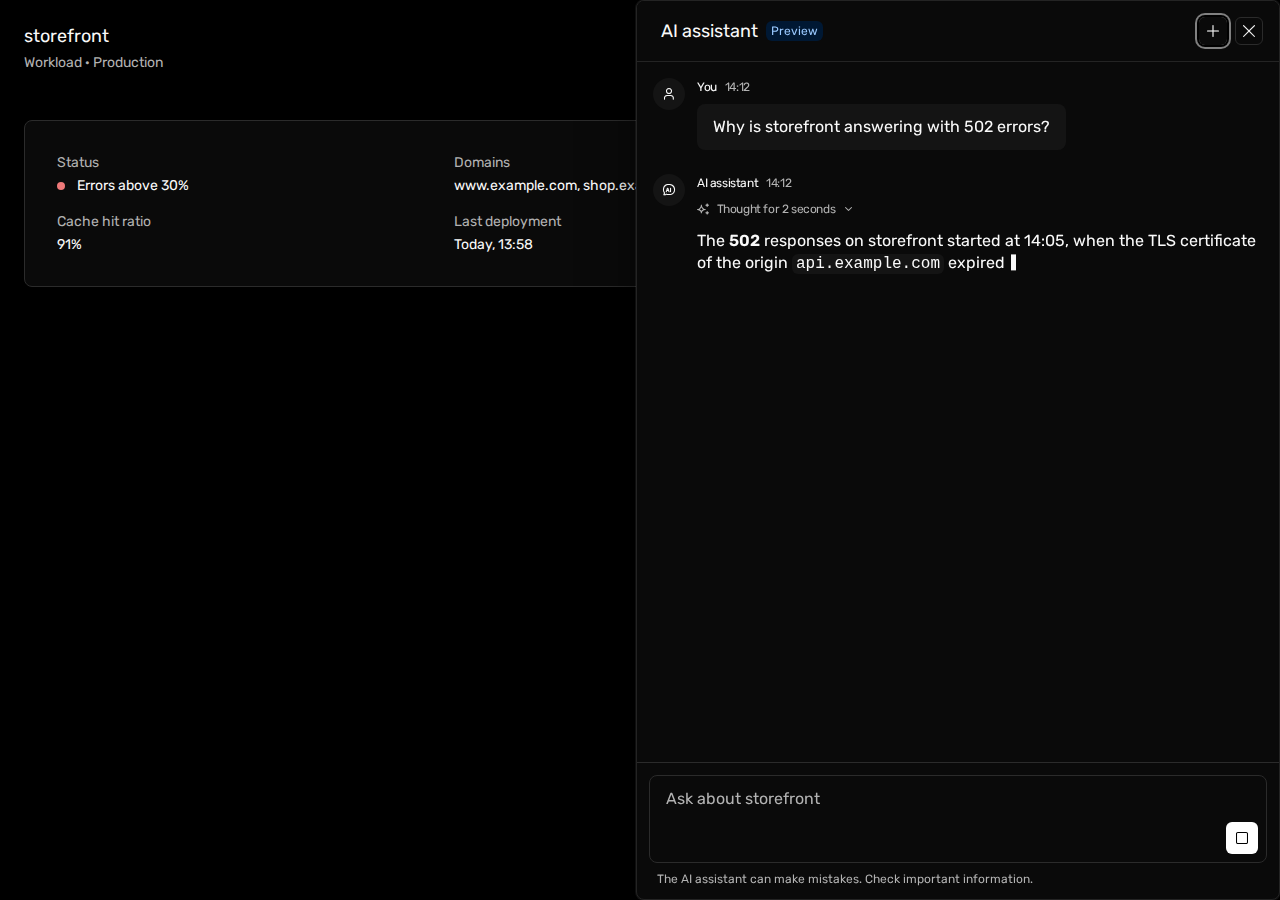 storefront
Workload • Production
Status
Errors above 30%
Domains
www.example.com, shop.ex
Cache hit ratio
91%
Last deployment
Today, 13:58
AI assistant Preview
You 14:12
Why is storefront answering with 502 errors?
AI
AI assistant 14:12
Thought for 2 seconds
The 502 responses on storefront started at 14:05, when the TLS certificate
of the origin api.example.com expired
Ask about storefront
The AI assistant can make mistakes. Check important information.